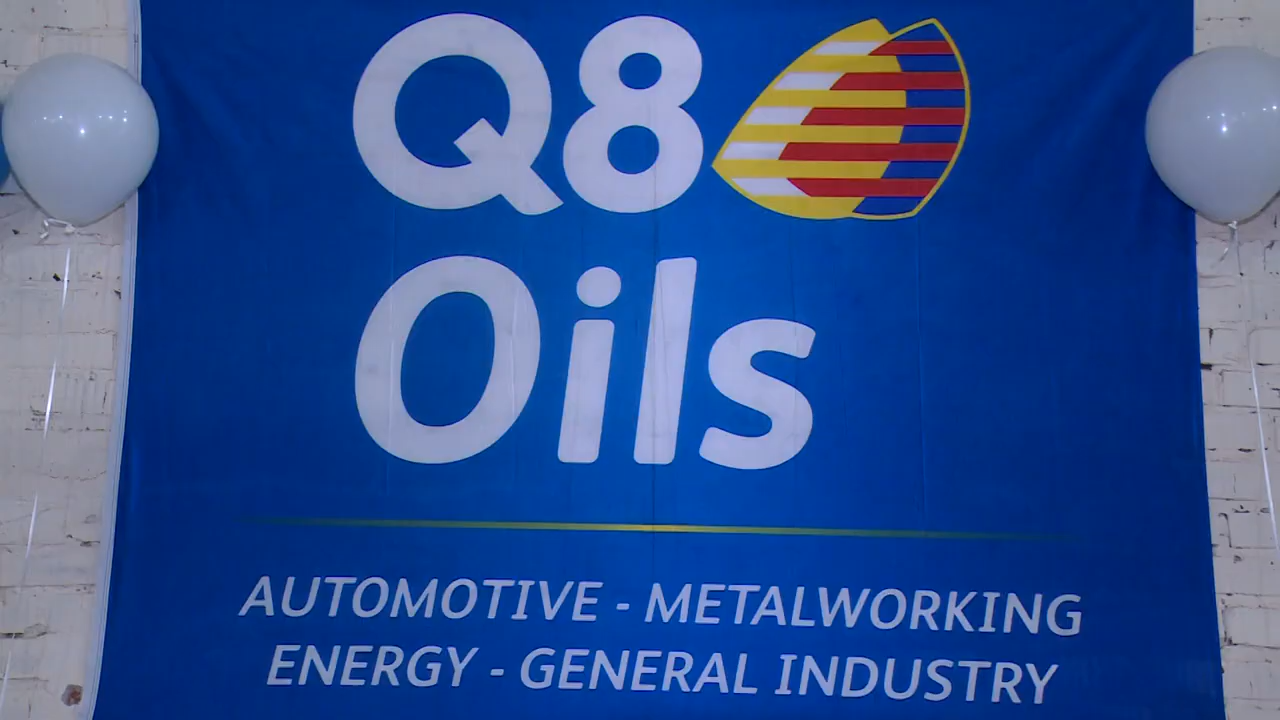 Q8
Oils
AUTOMOTIVE - METALWORKING
ENERGY - GENERAL INDUSTRY